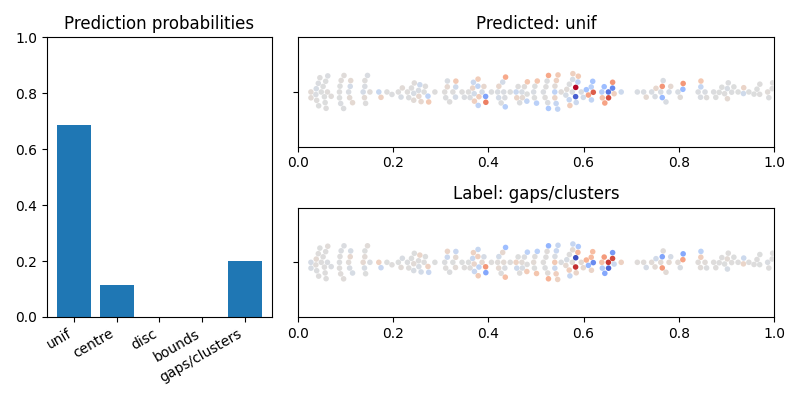 Prediction probabilities
1.0
0.8
0.6
0.4
0.2
0.0
unif
centre
disc
bounds
gaps/clusters
Predicted: unif
0.0 0.2 0.4 0.6 0.8 1.0
Label: gaps/clusters
0.0 0.2 0.4 0.6 0.8 1.0